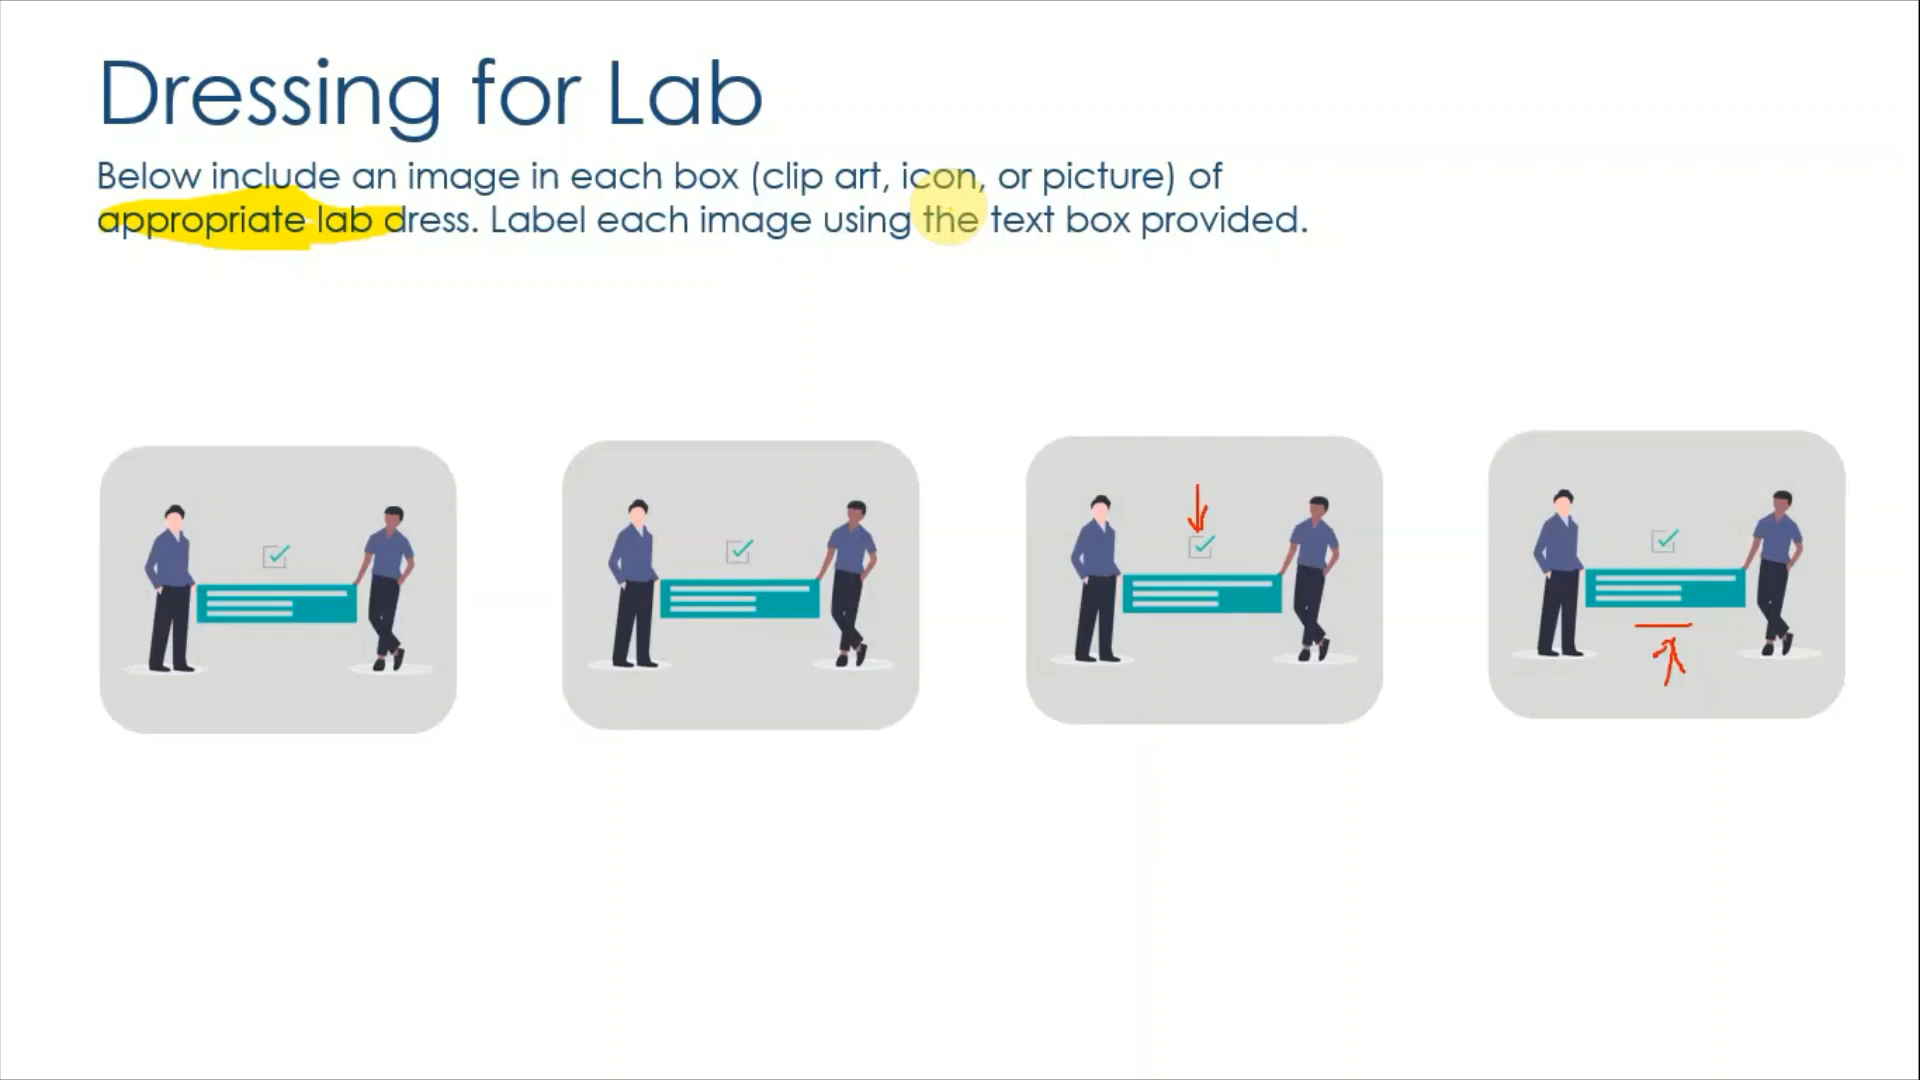 Dressing for Lab
Below include an image in each box (clip art, icon, or picture) of
appropriate lab dress. Label each image using the text box provided.